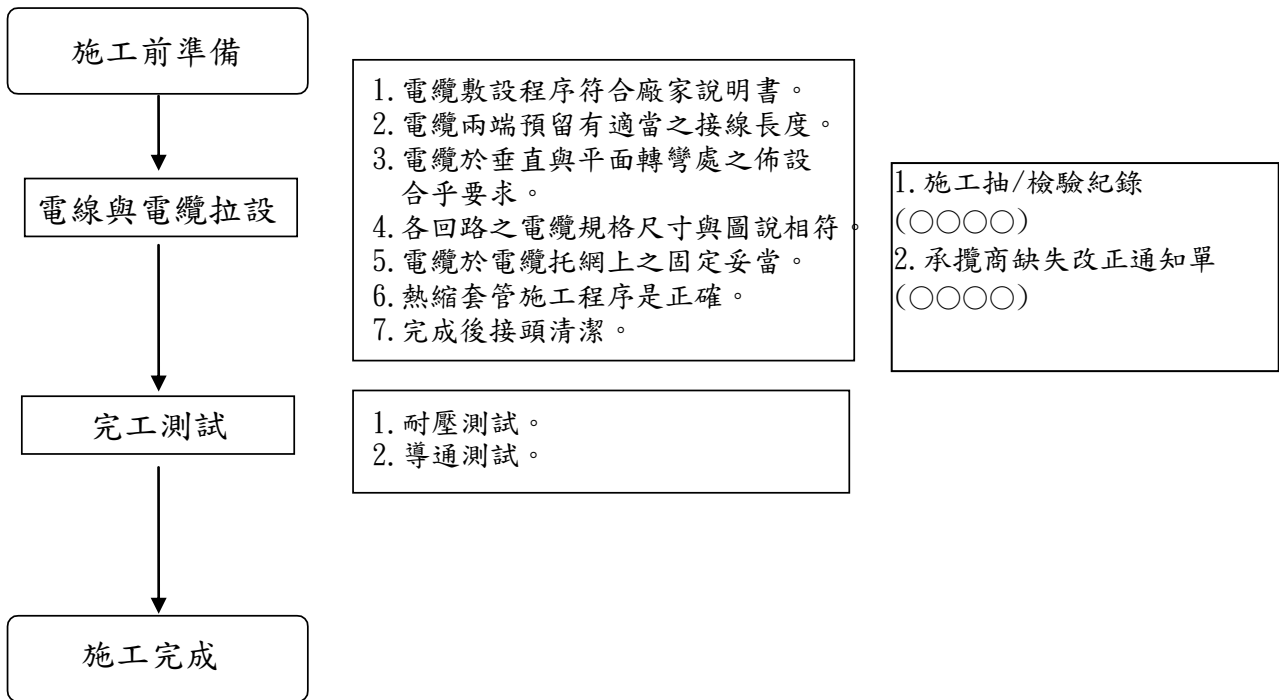 施工前準備
1.電纜敷設程序符合廠家說明書。
2.電纜兩端預留有適當之接線長度。
3.電纜於垂直與平面轉彎處之佈設
合乎要求。
4.各回路之電纜規格尺寸與圖說相符。
5.電纜於電纜托網上之固定妥當。
6.熱縮套管施工程序是正確。
7.完成後接頭清潔。
電線與電纜拉設
1.施工抽/檢驗紀錄
(○○○○)
2.承攬商缺失改正通知單
(○○○○)
完工測試
1.耐壓測試。
2.導通測試。
施工完成